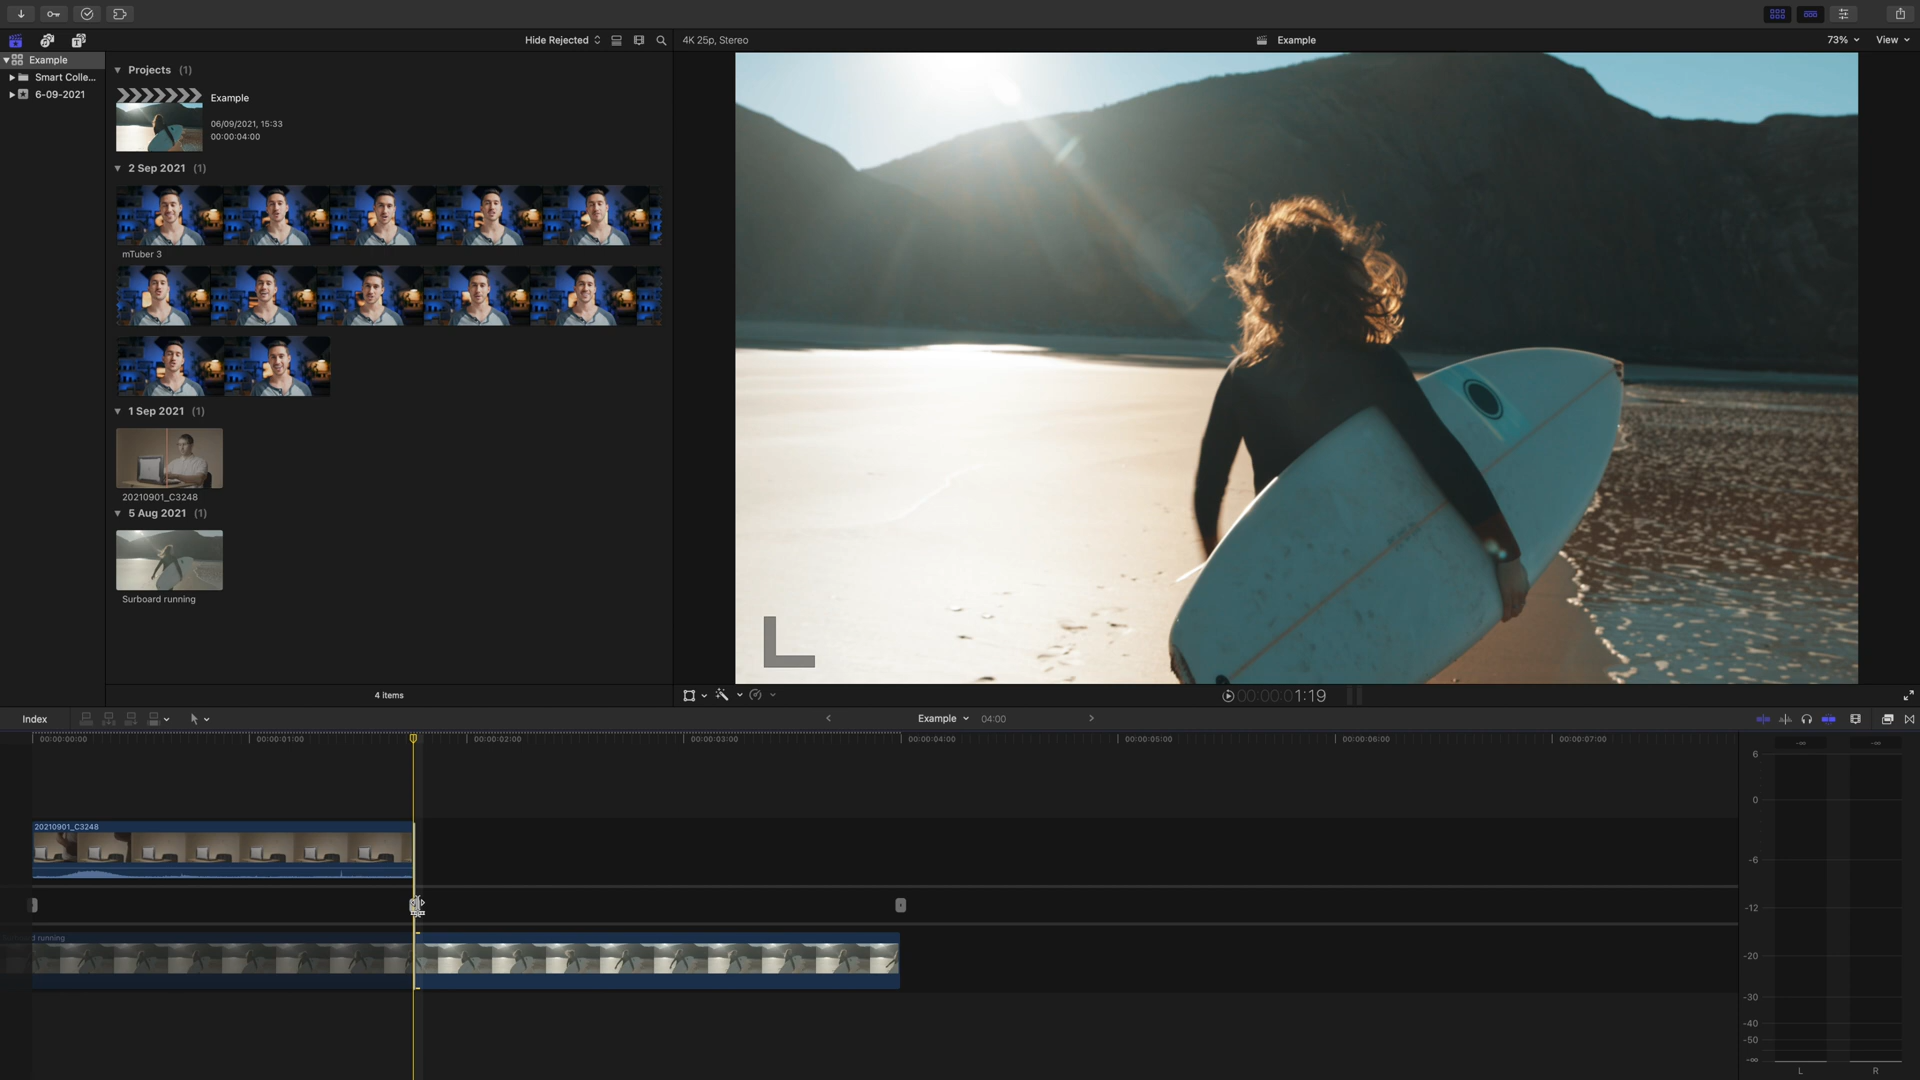 Hide Rejected
4K 25p, Stereo
Example
73%
View
Example
Smart Colle...
6-09-2021
Projects (1)
Example
06/09/2021, 15:33
00:00:04:00
2 Sep 2021 (1)
mTuber 3
1 Sep 2021 (1)
20210901_C3248
5 Aug 2021 (1)
Surboard running
4 items
00:00:01:19
Index
Example
04:00
00:00:00:00
00:00:01:00
00:00:02:00
00:00:03:00
00:00:04:00
00:00:05:00
00:00:06:00
00:00:07:00
20210901_C3248
running
-∞ -∞
6
0
-6
-12
-20
-30
-40
-50
-∞
L R